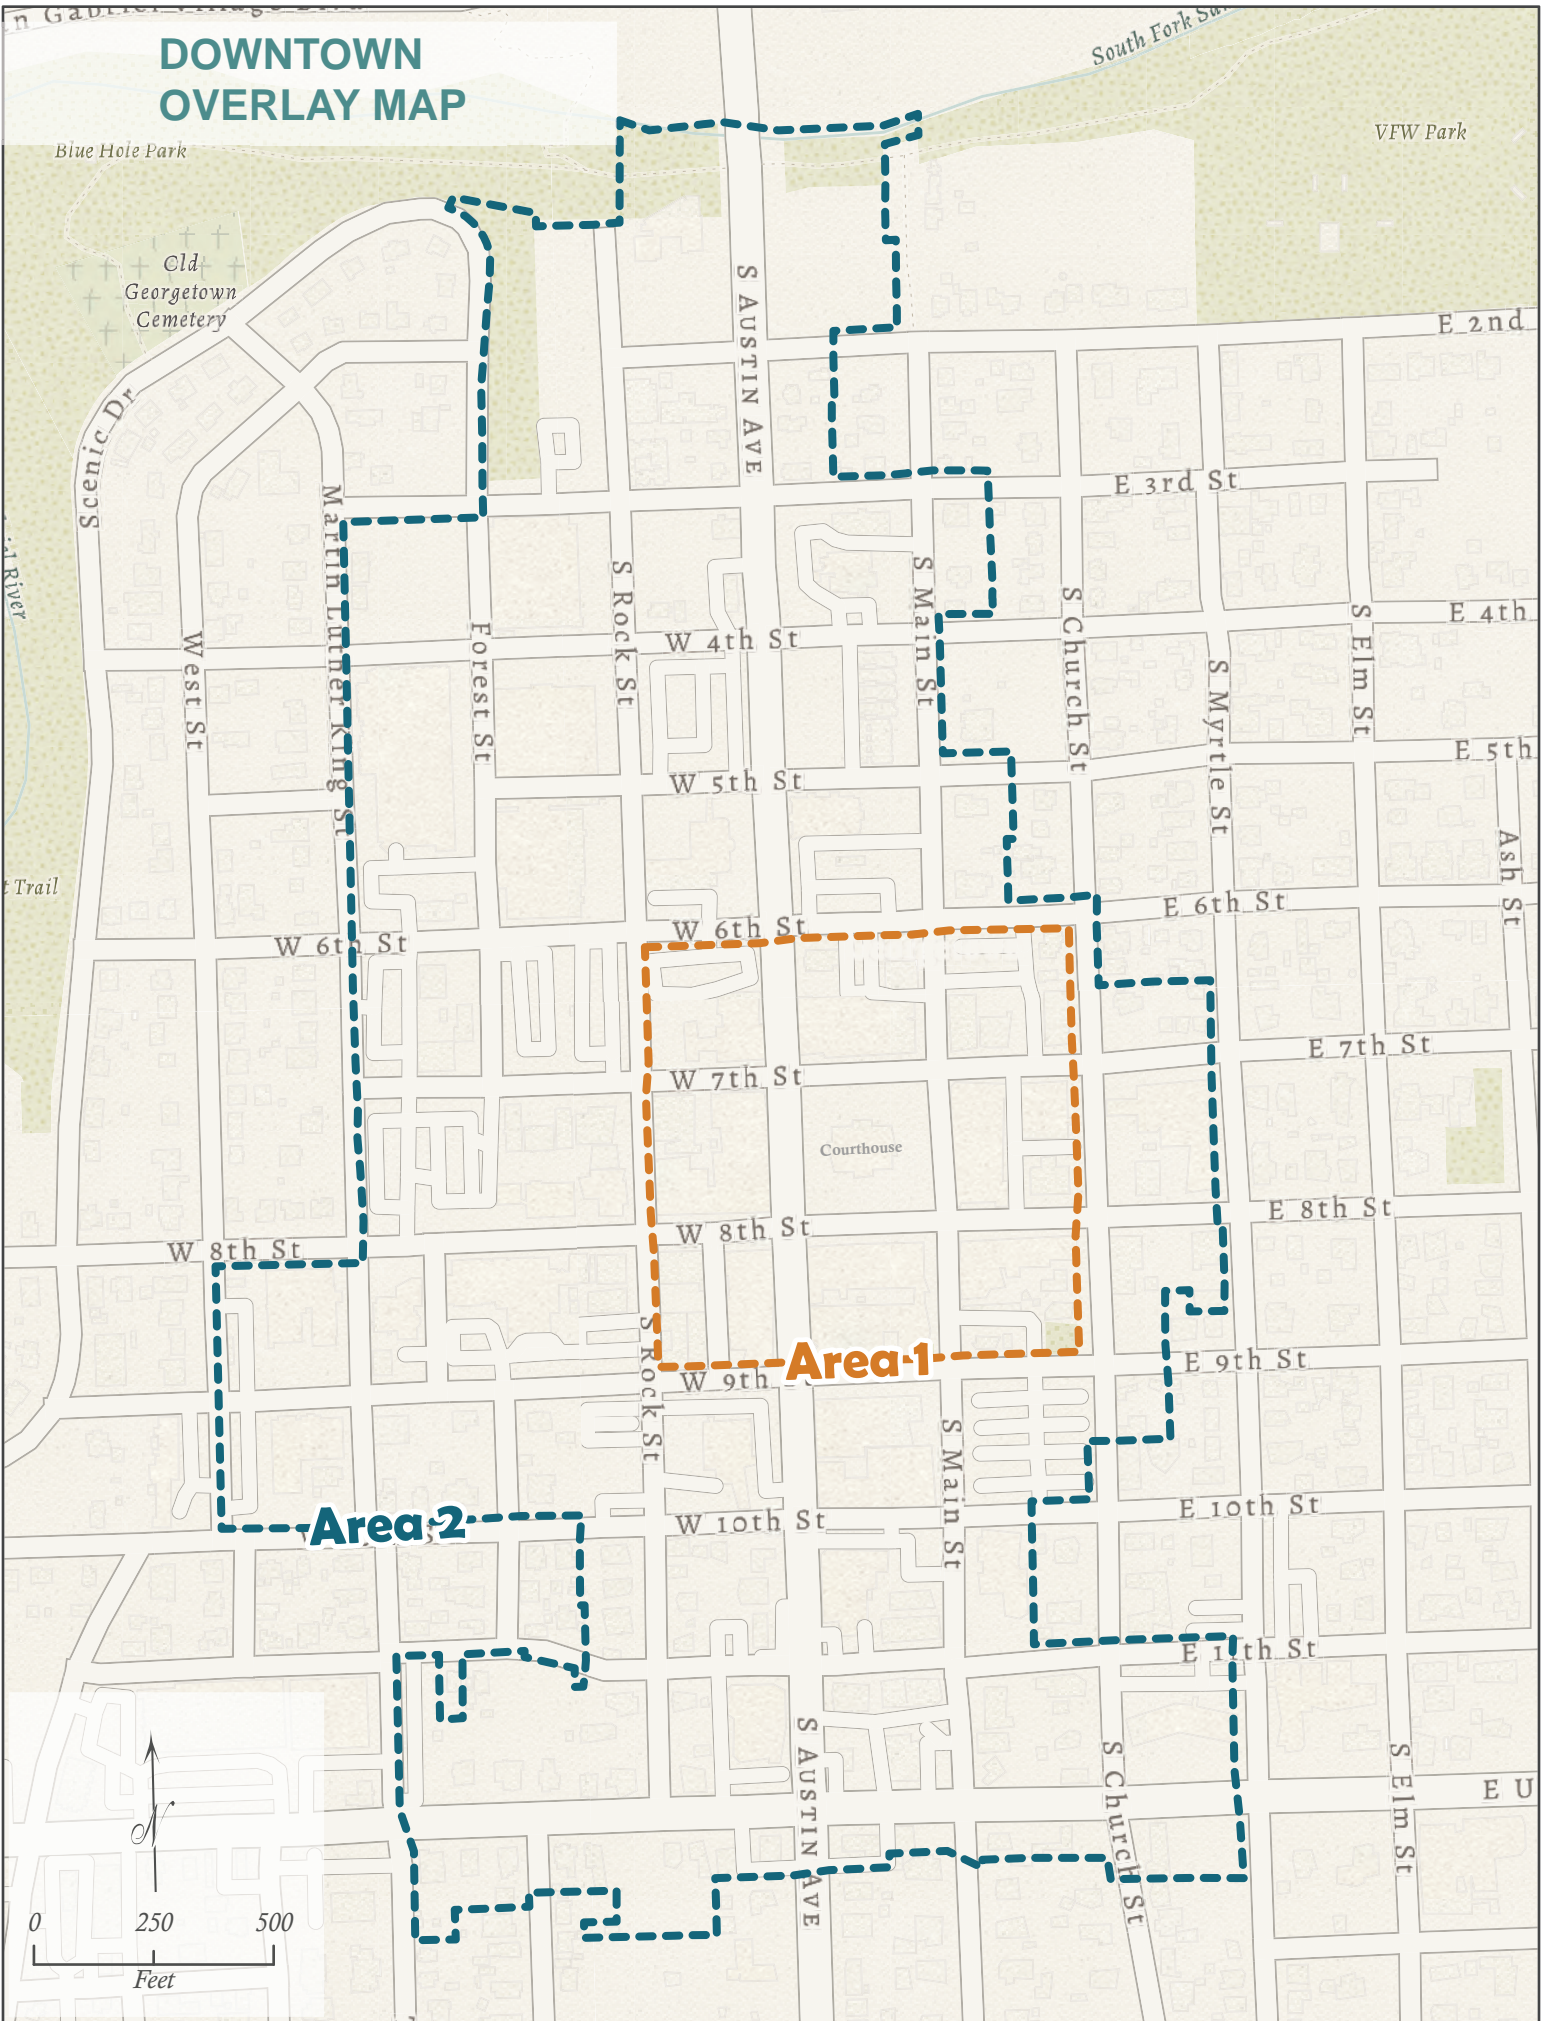 DOWNTOWN
OVERLAY MAP
South Fork
VFW Park
Blue Hole Park
Cld
Georgetown
Cemetery
S AUSTIN AVE
E 2nd
Scenic Dr
E 3rd St
Martin Luther King St
S Rock St
S Main St
S Church St
S Elm St
E 4th
W 4th St
West St
Forest St
S Myrtle St
River
E 5th
W 5th St
Ash St
t Trail
E 6th St
W 6th St
W 6th St
E 7th St
W 7th St
Courthouse
E 8th St
W 8th St
W 8th St
S Rock St
Area 1
E 9th St
W 9th
S Main St
E 10th St
Area 2
W 10th St
E 11th St
S AUSTIN AVE
S Church St
S Elm St
E U
N
0 250 500
Feet